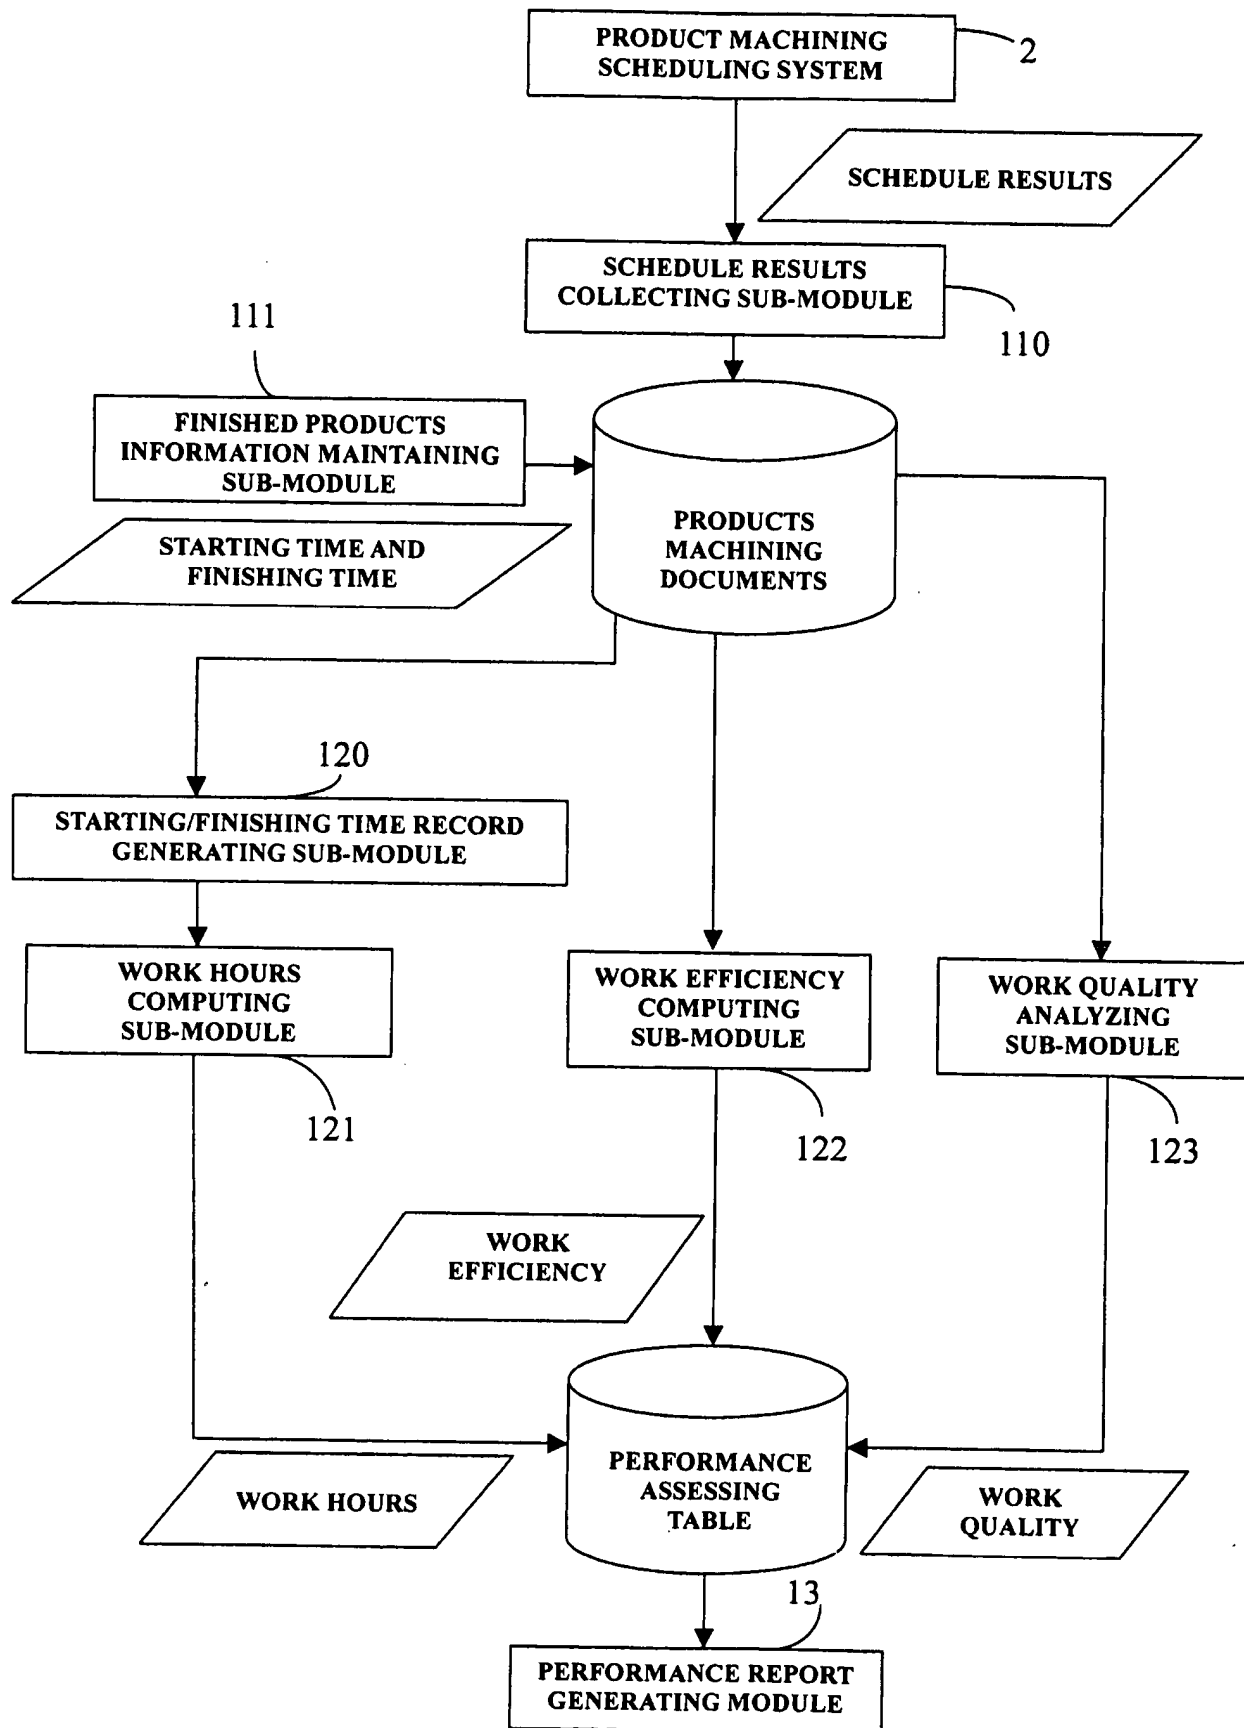 PRODUCT MACHINING
SCHEDULING SYSTEM
2
SCHEDULE RESULTS
SCHEDULE RESULTS
COLLECTING SUB-MODULE
110
111
FINISHED PRODUCTS
INFORMATION MAINTAINING
SUB-MODULE
STARTING TIME AND
FINISHING TIME
PRODUCTS
MACHINING
DOCUMENTS
120
STARTING/FINISHING TIME RECORD
GENERATING SUB-MODULE
WORK HOURS
COMPUTING
SUB-MODULE
121
WORK EFFICIENCY
COMPUTING
SUB-MODULE
122
WORK QUALITY
ANALYZING
SUB-MODULE
123
WORK
EFFICIENCY
WORK HOURS
PERFORMANCE
ASSESSING
TABLE
WORK
QUALITY
13
PERFORMANCE REPORT
GENERATING MODULE